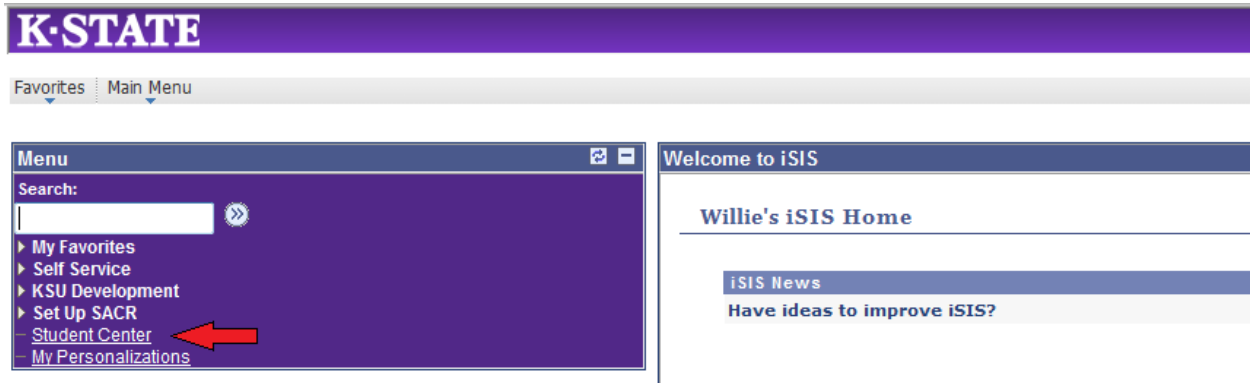 K·STATE
Favorites Main Menu
Menu
Search:
My Favorites
Self Service
KSU Development
Set Up SACR
Student Center
My Personalizations
Welcome to iSIS
Willie's iSIS Home
iSIS News
Have ideas to improve iSIS?